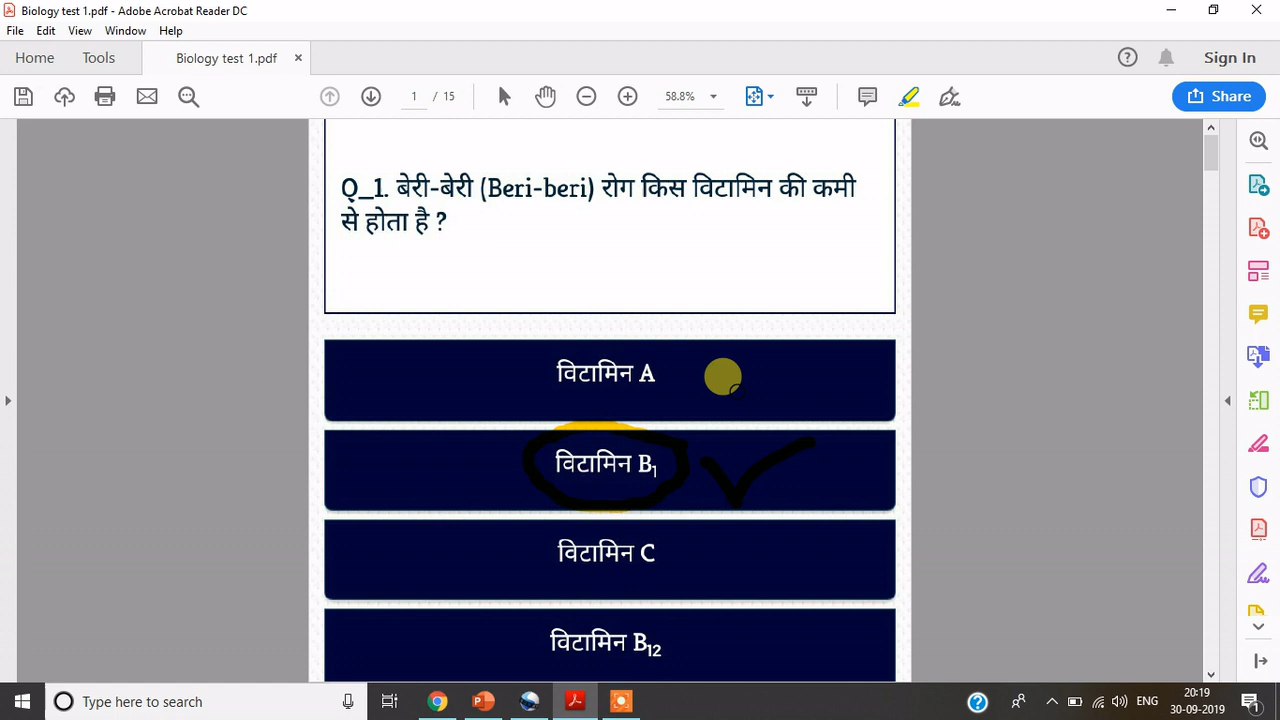 Biology test 1.pdf - Adobe Acrobat Reader DC
File Edit View Window Help
Home Tools Biology test 1.pdf × Sign In
1 / 15 58.8% Share
Q_1. बेरी-बेरी (Beri-beri) रोग किस विटामिन की कमी
से होता है ?
विटामिन A
विटामिन B₁
विटामिन C
विटामिन B₁₂
Type here to search
ENG
20:19
30-09-2019
1